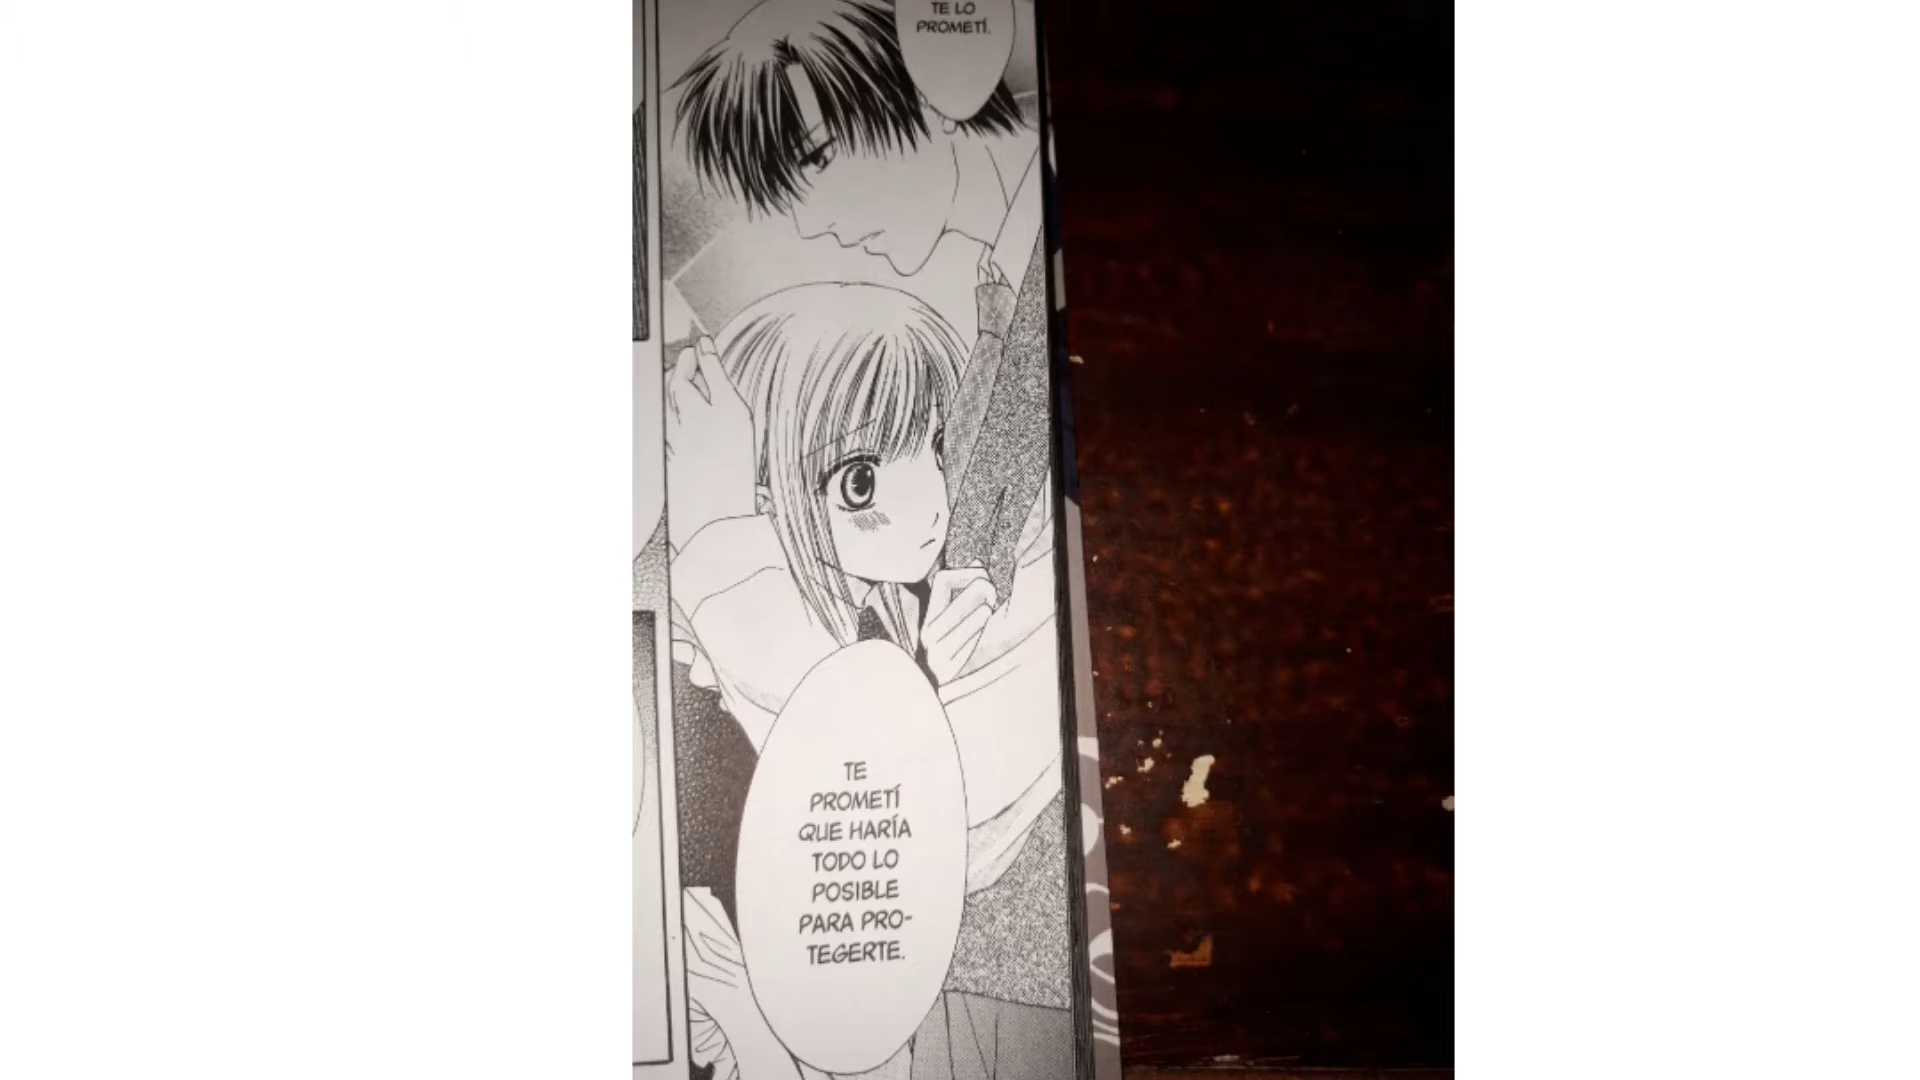 TE LO
PROMETÍ.
TE
PROMETÍ
QUE HARÍA
TODO LO
POSIBLE
PARA PRO-
TEGERTE.